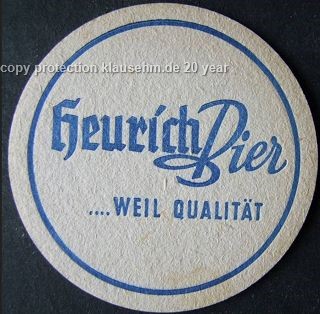 copy protection klausehm.de 20 year
Heurich Bier
....WEIL QUALITÄT